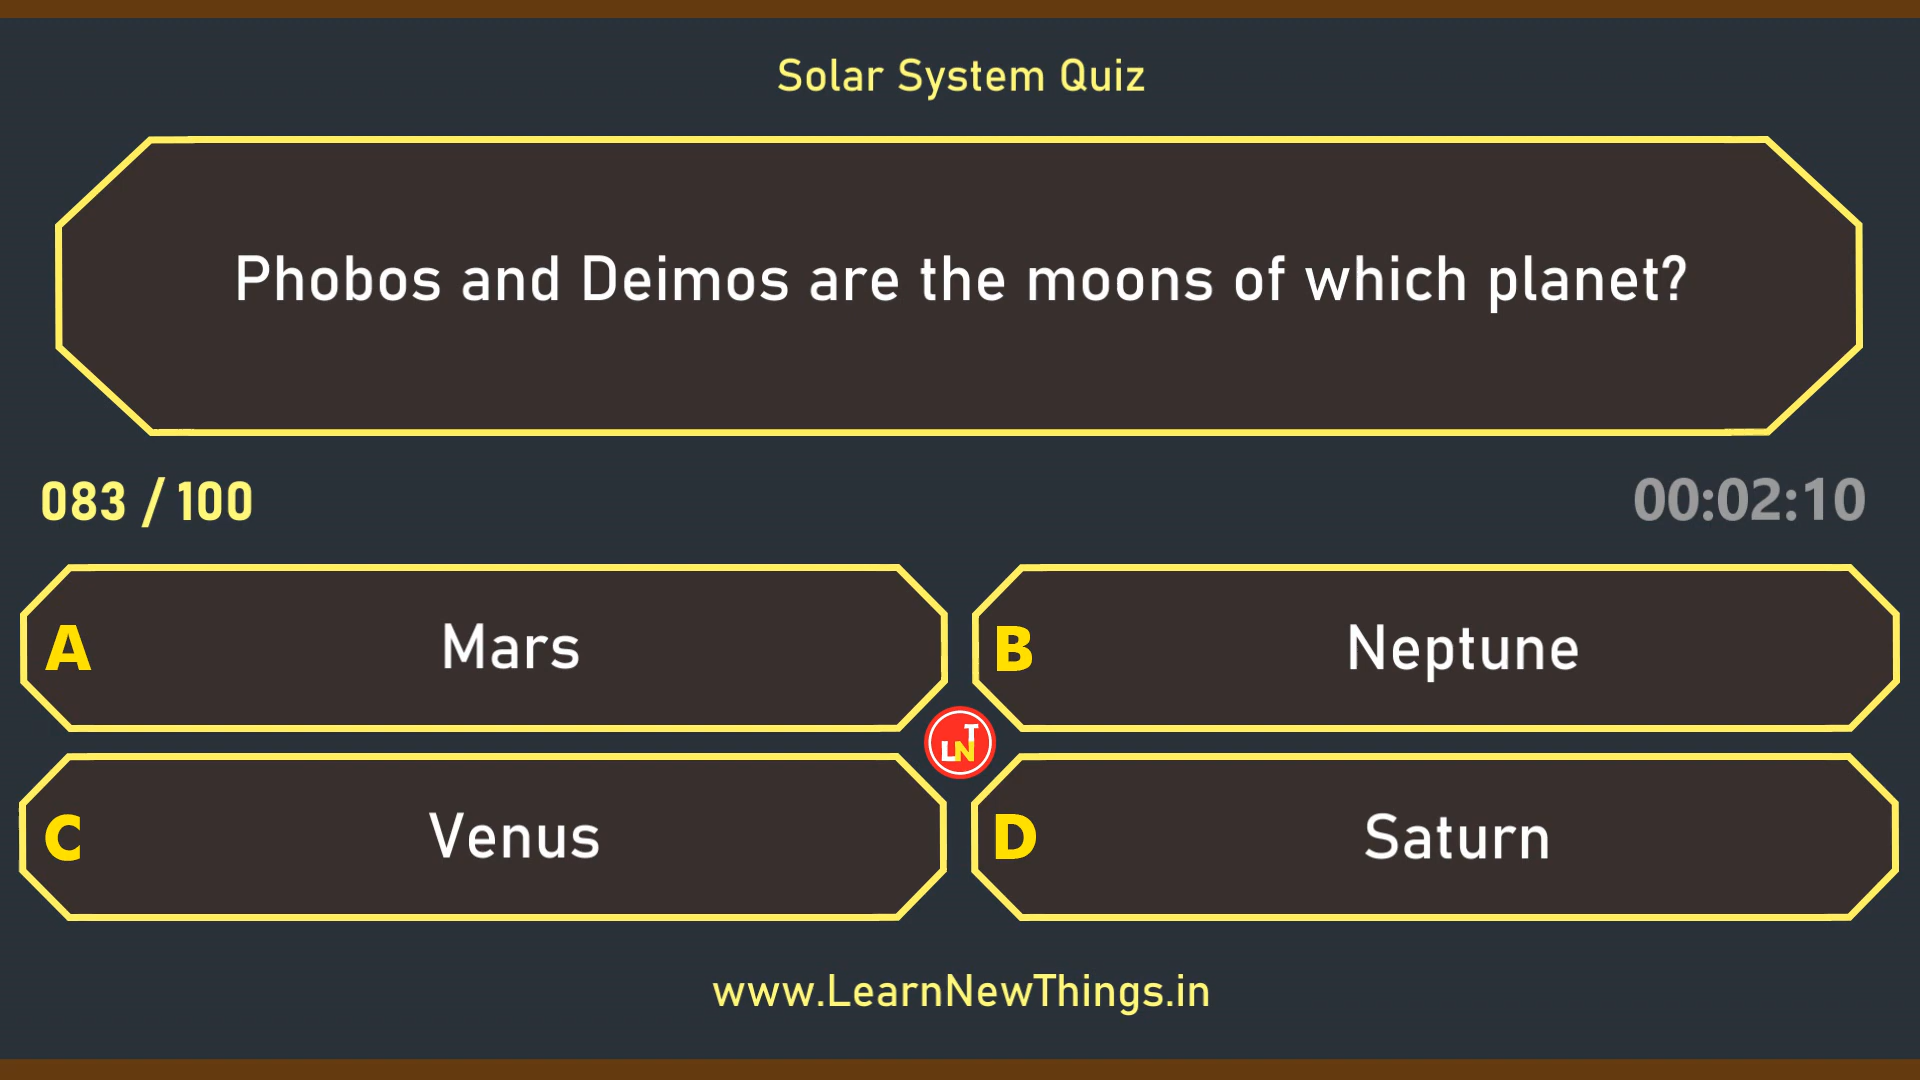 Solar System Quiz
Phobos and Deimos are the moons of which planet?
083 / 100
00:02:10
A Mars
B Neptune
LNT
C Venus
D Saturn
www.LearnNewThings.in